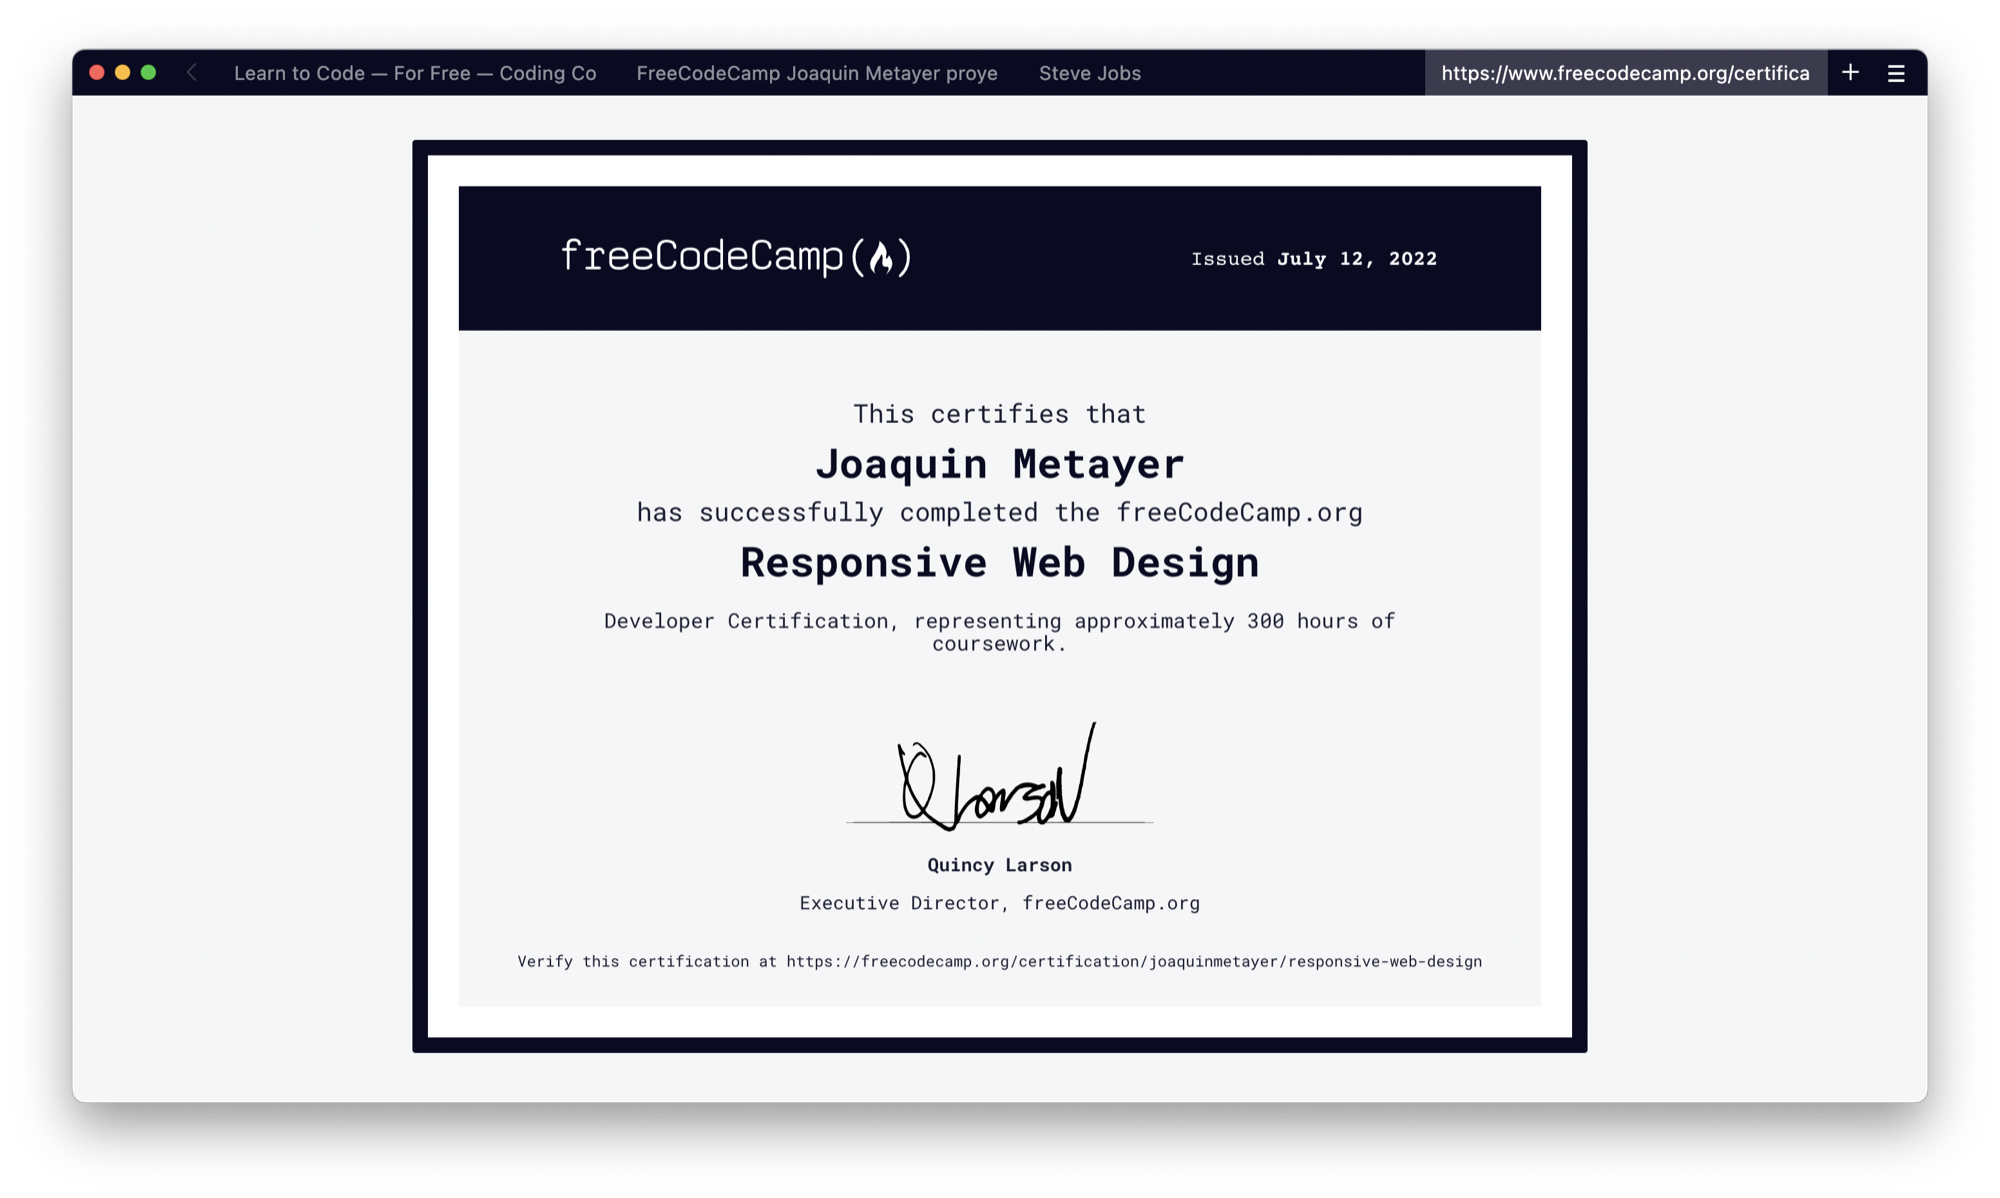 Learn to Code — For Free — Coding Co
FreeCodeCamp Joaquin Metayer proye
Steve Jobs
https://www.freecodecamp.org/certifica
freeCodeCamp
Issued July 12, 2022
This certifies that
Joaquin Metayer
has successfully completed the freeCodeCamp.org
Responsive Web Design
Developer Certification, representing approximately 300 hours of
coursework.
Q Larson
Quincy Larson
Executive Director, freeCodeCamp.org
Verify this certification at https://freecodecamp.org/certification/joaquinmetayer/responsive-web-design